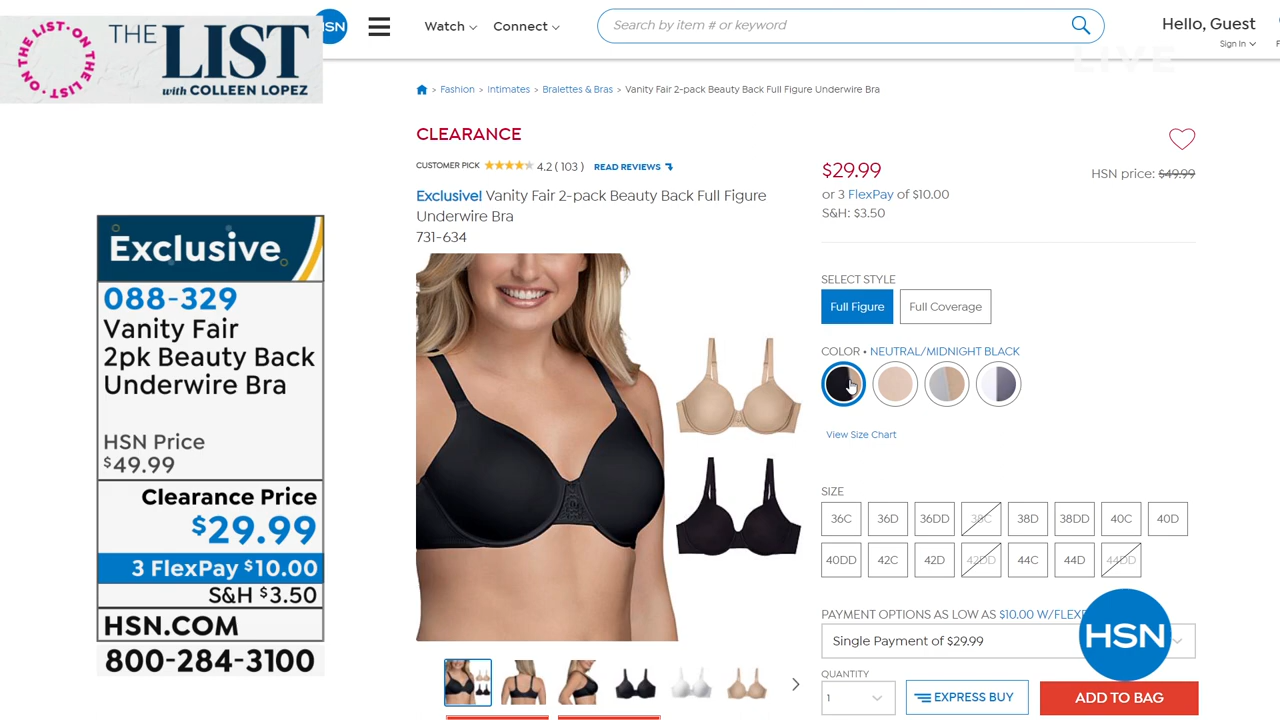 ON·THE·LIST·ON·THE·LIST·
THE
LIST
with COLLEEN LOPEZ
HSN
Watch
Connect
Search by item # or keyword
Hello, Guest
Sign In
LIVE
> Fashion > Intimates > Bralettes & Bras > Vanity Fair 2-pack Beauty Back Full Figure Underwire Bra
CLEARANCE
CUSTOMER PICK 4.2 ( 103 ) READ REVIEWS
Exclusive! Vanity Fair 2-pack Beauty Back Full Figure
Underwire Bra
731-634
$29.99
HSN price: $49.99
or 3 FlexPay of $10.00
S&H: $3.50
Exclusive
088-329
Vanity Fair
2pk Beauty Back
Underwire Bra
HSN Price
$49.99
Clearance Price
$29.99
3 FlexPay $10.00
S&H $3.50
HSN.COM
800-284-3100
SELECT STYLE
Full Figure
Full Coverage
COLOR • NEUTRAL/MIDNIGHT BLACK
View Size Chart
SIZE
36C 36D 36DD 38C 38D 38DD 40C 40D
40DD 42C 42D 42DD 44C 44D 44DD
PAYMENT OPTIONS AS LOW AS $10.00 W/FLEXP
Single Payment of $29.99
HSN
QUANTITY
1
EXPRESS BUY
ADD TO BAG